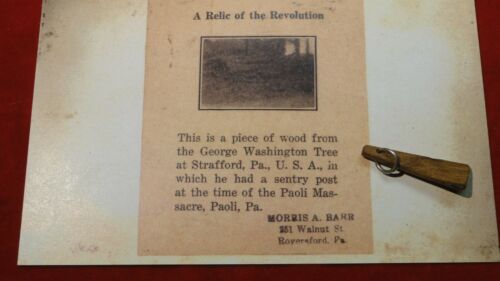 A Relic of the Revolution
This is a piece of wood from
the George Washington Tree
at Strafford, Pa., U. S. A., in
which he had a sentry post
at the time of the Paoli Mas-
sacre, Paoli, Pa.
MORRIS A. BARR
251 Walnut St.
Royersford, Pa.